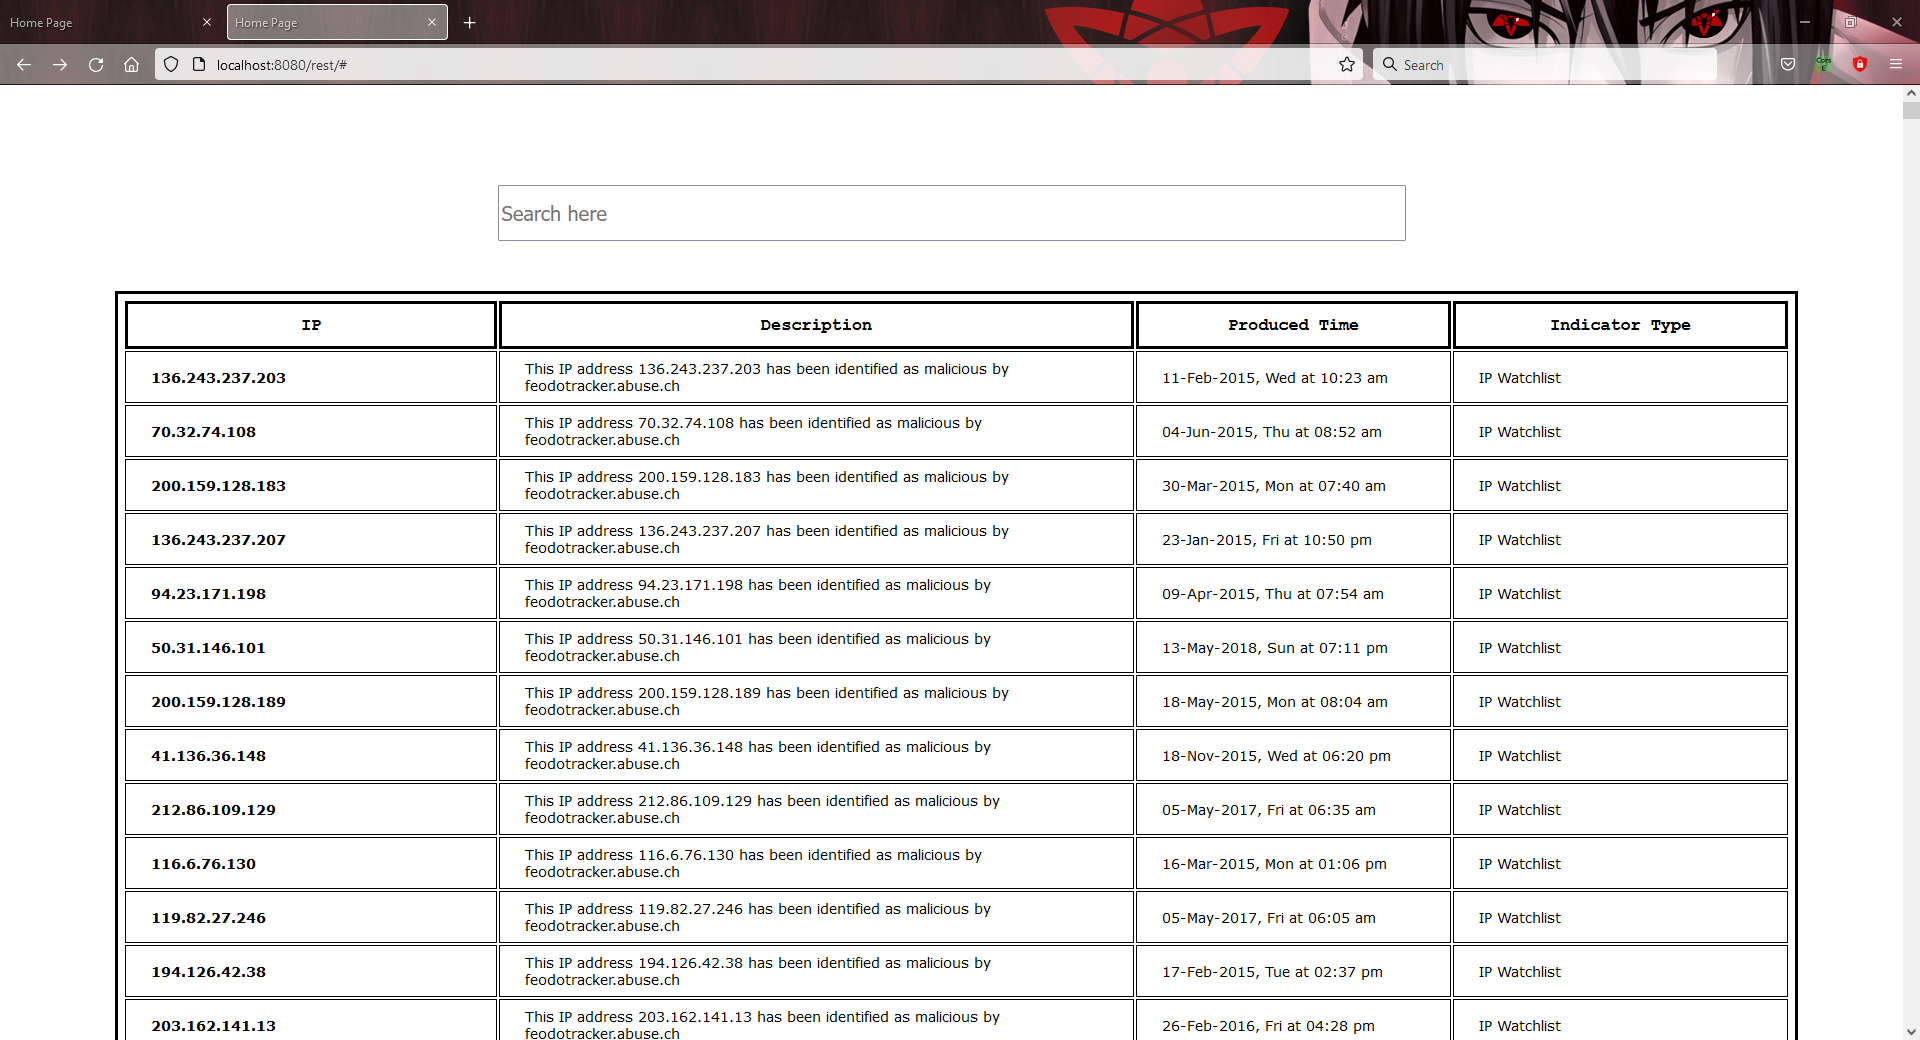 Home Page
Home Page
localhost:8080/rest/#
Search
Cors
E
Search here
IP Description Produced Time Indicator Type
136.243.237.203 This IP address 136.243.237.203 has been identified as malicious by
feodotracker.abuse.ch 11-Feb-2015, Wed at 10:23 am IP Watchlist
70.32.74.108 This IP address 70.32.74.108 has been identified as malicious by
feodotracker.abuse.ch 04-Jun-2015, Thu at 08:52 am IP Watchlist
200.159.128.183 This IP address 200.159.128.183 has been identified as malicious by
feodotracker.abuse.ch 30-Mar-2015, Mon at 07:40 am IP Watchlist
136.243.237.207 This IP address 136.243.237.207 has been identified as malicious by
feodotracker.abuse.ch 23-Jan-2015, Fri at 10:50 pm IP Watchlist
94.23.171.198 This IP address 94.23.171.198 has been identified as malicious by
feodotracker.abuse.ch 09-Apr-2015, Thu at 07:54 am IP Watchlist
50.31.146.101 This IP address 50.31.146.101 has been identified as malicious by
feodotracker.abuse.ch 13-May-2018, Sun at 07:11 pm IP Watchlist
200.159.128.189 This IP address 200.159.128.189 has been identified as malicious by
feodotracker.abuse.ch 18-May-2015, Mon at 08:04 am IP Watchlist
41.136.36.148 This IP address 41.136.36.148 has been identified as malicious by
feodotracker.abuse.ch 18-Nov-2015, Wed at 06:20 pm IP Watchlist
212.86.109.129 This IP address 212.86.109.129 has been identified as malicious by
feodotracker.abuse.ch 05-May-2017, Fri at 06:35 am IP Watchlist
116.6.76.130 This IP address 116.6.76.130 has been identified as malicious by
feodotracker.abuse.ch 16-Mar-2015, Mon at 01:06 pm IP Watchlist
119.82.27.246 This IP address 119.82.27.246 has been identified as malicious by
feodotracker.abuse.ch 05-May-2017, Fri at 06:05 am IP Watchlist
194.126.42.38 This IP address 194.126.42.38 has been identified as malicious by
feodotracker.abuse.ch 17-Feb-2015, Tue at 02:37 pm IP Watchlist
203.162.141.13 This IP address 203.162.141.13 has been identified as malicious by
feodotracker.abuse.ch 26-Feb-2016, Fri at 04:28 pm IP Watchlist